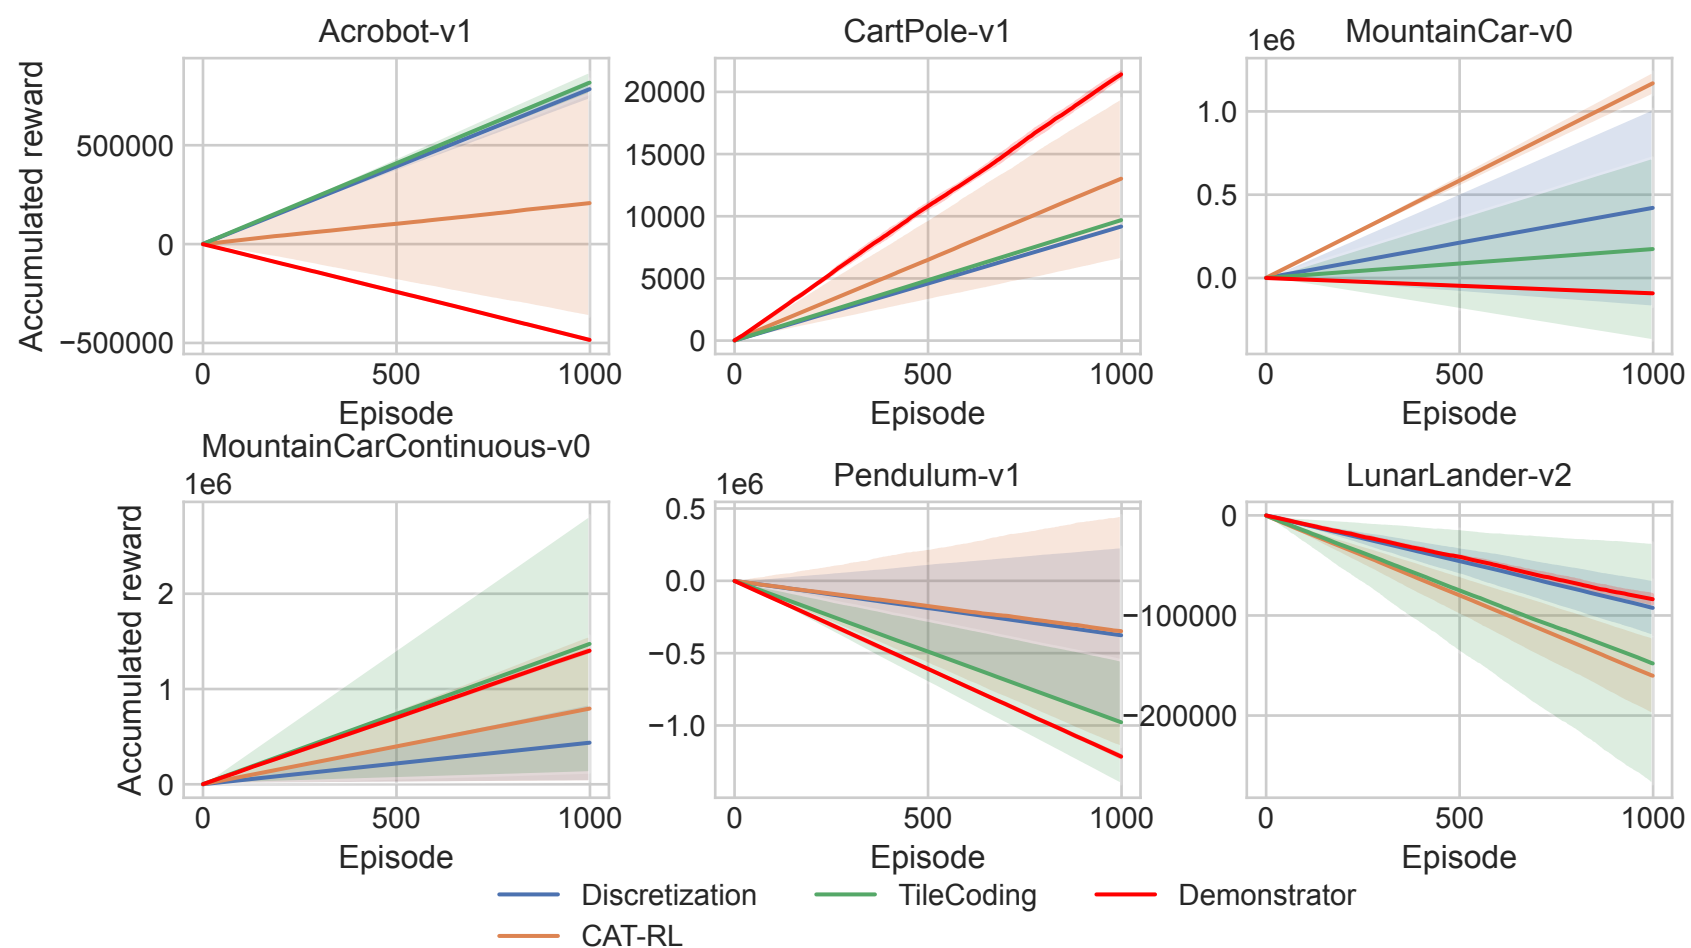 Acrobot-v1
CartPole-v1
MountainCar-v0
1e6
Accumulated reward
500000
0
−500000
0 500 1000
Episode
20000
15000
10000
5000
0
0 500 1000
Episode
1.0
0.5
0.0
0 500 1000
Episode
MountainCarContinuous-v0
1e6
Accumulated reward
2
1
0
0 500 1000
Episode
Pendulum-v1
1e6
0.5
0.0
−0.5
−1.0
0 500 1000
Episode
LunarLander-v2
0
−100000
−200000
0 500 1000
Episode
Discretization
CAT-RL
TileCoding
Demonstrator